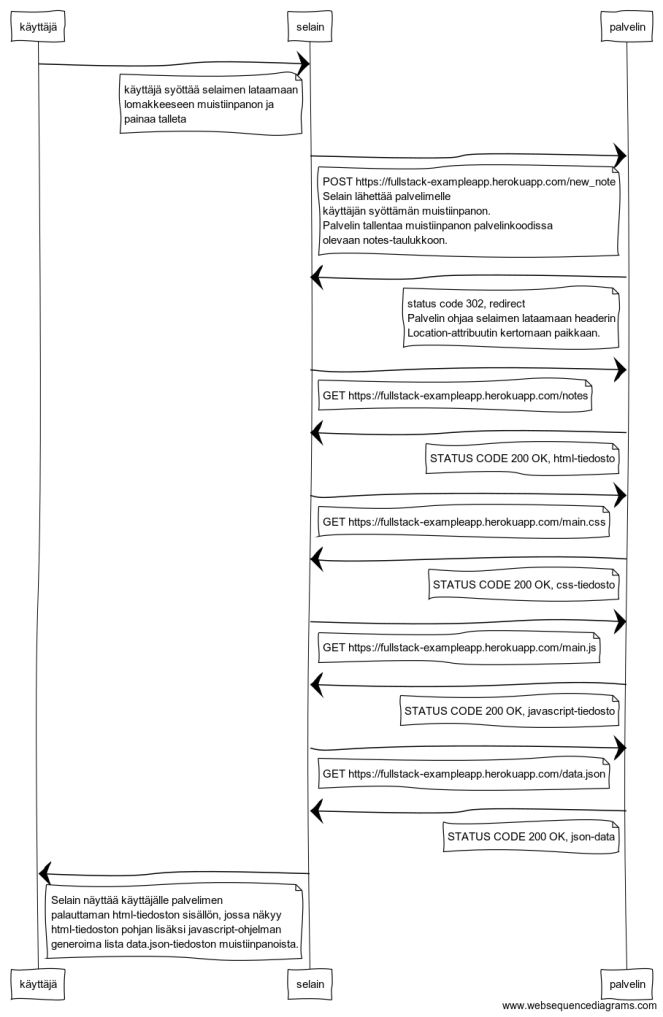 käyttäjä
selain
palvelin
käyttäjä syöttää selaimen lataamaan
lomakkeeseen muistiinpanon ja
painaa talleta
POST https://fullstack-exampleapp.herokuapp.com/new_note
Selain lähettää palvelimelle
käyttäjän syöttämän muistiinpanon.
Palvelin tallentaa muistiinpanon palvelinkoodissa
olevaan notes-taulukkoon.
status code 302, redirect
Palvelin ohjaa selaimen lataamaan headerin
Location-attribuutin kertomaan paikkaan.
GET https://fullstack-exampleapp.herokuapp.com/notes
STATUS CODE 200 OK, html-tiedosto
GET https://fullstack-exampleapp.herokuapp.com/main.css
STATUS CODE 200 OK, css-tiedosto
GET https://fullstack-exampleapp.herokuapp.com/main.js
STATUS CODE 200 OK, javascript-tiedosto
GET https://fullstack-exampleapp.herokuapp.com/data.json
STATUS CODE 200 OK, json-data
Selain näyttää käyttäjälle palvelimen
palauttaman html-tiedoston sisällön, jossa näkyy
html-tiedoston pohjan lisäksi javascript-ohjelman
generoima lista data.json-tiedoston muistiinpanoista.
käyttäjä
selain
palvelin
www.websequencediagrams.com